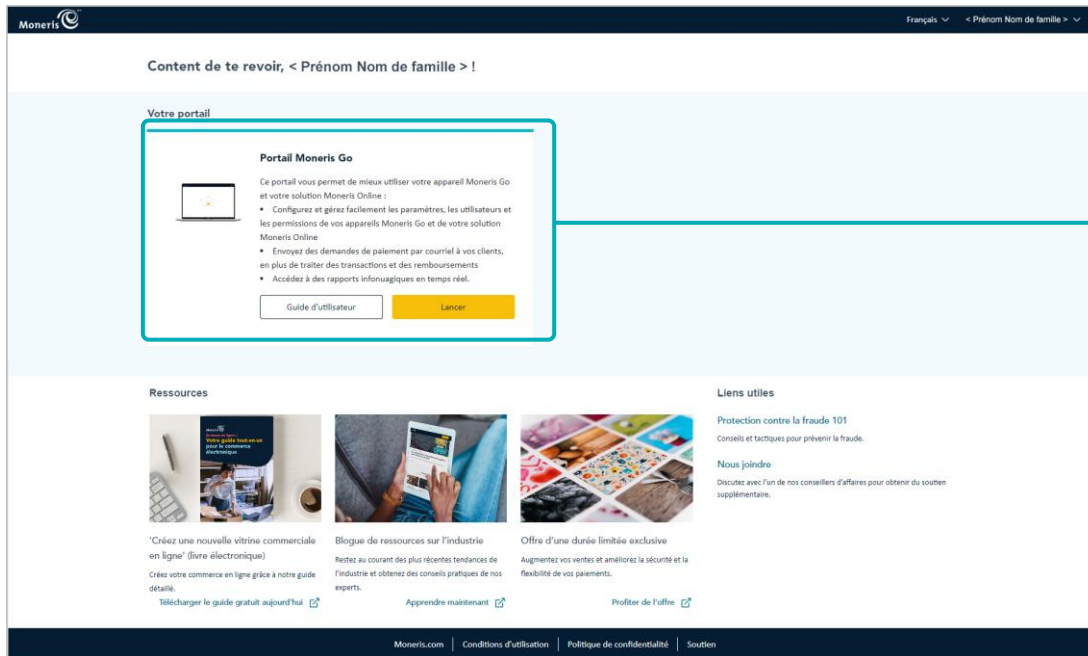 Moneris
Français
< Prénom Nom de famille >
Content de te revoir, < Prénom Nom de famille > !
Votre portail
Portail Moneris Go
Ce portail vous permet de mieux utiliser votre appareil Moneris Go
et votre solution Moneris Online :
• Configurez et gérez facilement les paramètres, les utilisateurs et
les permissions de vos appareils Moneris Go et de votre solution
Moneris Online
• Envoyez des demandes de paiement par courriel à vos clients,
en plus de traiter des transactions et des remboursements
• Accédez à des rapports infonuagiques en temps réel.
Guide d'utilisateur
Lancer
Ressources
Votre guide tout-en-un
pour le commerce
électronique
'Créez une nouvelle vitrine commerciale
en ligne' (livre électronique)
Créez votre commerce en ligne grâce à notre guide
détaillé.
Télécharger le guide gratuit aujourd'hui
Blogue de ressources sur l'industrie
Restez au courant des plus récentes tendances de
l'industrie et obtenez des conseils pratiques de nos
experts.
Apprendre maintenant
Offre d'une durée limitée exclusive
Augmentez vos ventes et améliorez la sécurité et la
flexibilité de vos paiements.
Profiter de l'offre
Liens utiles
Protection contre la fraude 101
Conseils et tactiques pour prévenir la fraude.
Nous joindre
Discutez avec l'un de nos conseillers d'affaires pour obtenir du soutien
supplémentaire.
Moneris.com
Conditions d'utilisation
Politique de confidentialité
Soutien